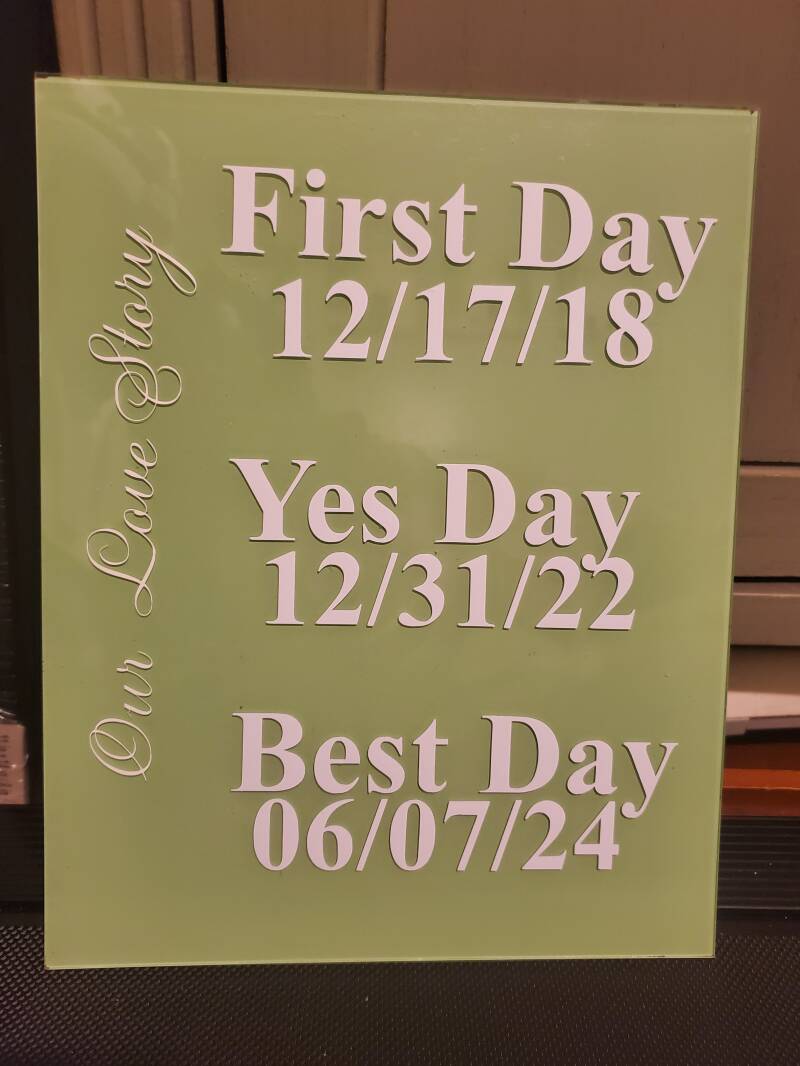 Our Love Story
First Day
12/17/18
Yes Day
12/31/22
Best Day
06/07/24